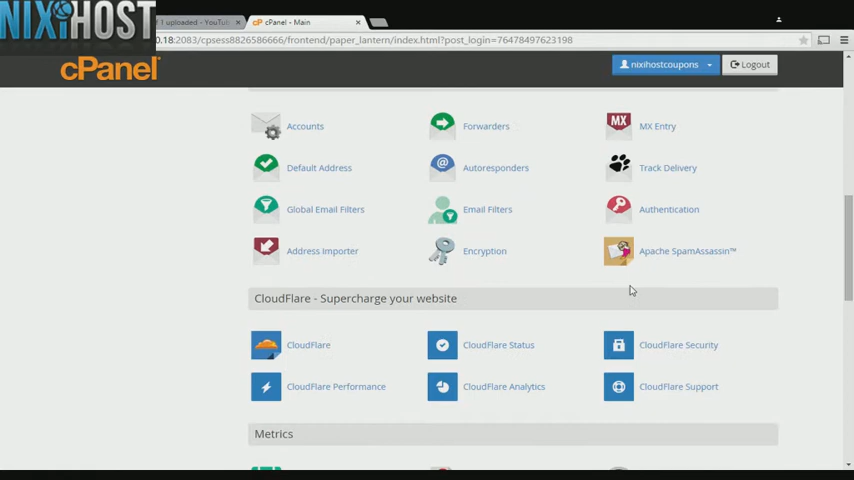 NIXIHOST
f I uploaded - YouTub
cPanel - Main
0.18:2083/cpsess8826586666/frontend/paper_lantern/index.html?post_login=76478497623198
cPanel
nixihostcoupons
Logout
Accounts
Forwarders
MX
MX Entry
Default Address
Autoresponders
Track Delivery
Global Email Filters
Email Filters
Authentication
Address Importer
Encryption
Apache SpamAssassin™
CloudFlare - Supercharge your website
CloudFlare
CloudFlare Status
CloudFlare Security
CloudFlare Performance
CloudFlare Analytics
CloudFlare Support
Metrics